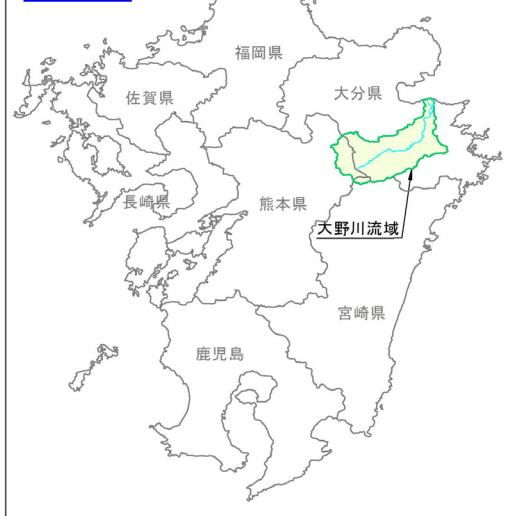 福岡県
大分県
佐賀県
長崎県
熊本県
大野川流域
宮崎県
鹿児島